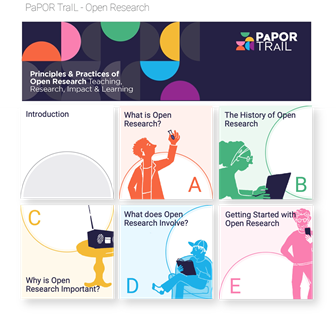 PaPOR TraiL - Open Research
PaPOR
TRAIL
Principles & Practices of
Open Research Teaching,
Research, Impact & Learning
Introduction
What is Open
Research?
A
The History of Open
Research
B
C
Why is Open
Research Important?
What does Open
Research Involve?
D
Getting Started with
Open Research
E